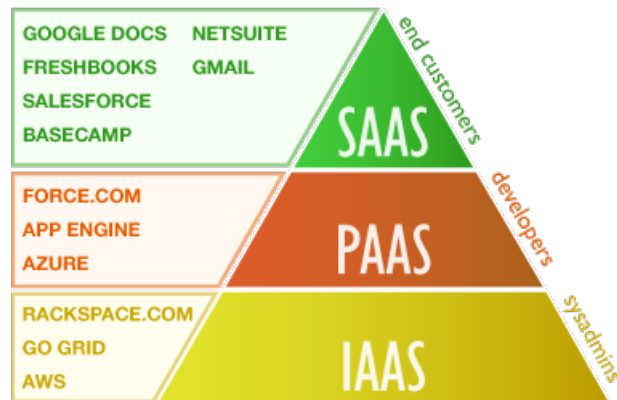 GOOGLE DOCS NETSUITE
FRESHBOOKS GMAIL
SALESFORCE
BASECAMP
SAAS
end customers
FORCE.COM
APP ENGINE
AZURE
PAAS
developers
RACKSPACE.COM
GO GRID
AWS
IAAS
sysadmins